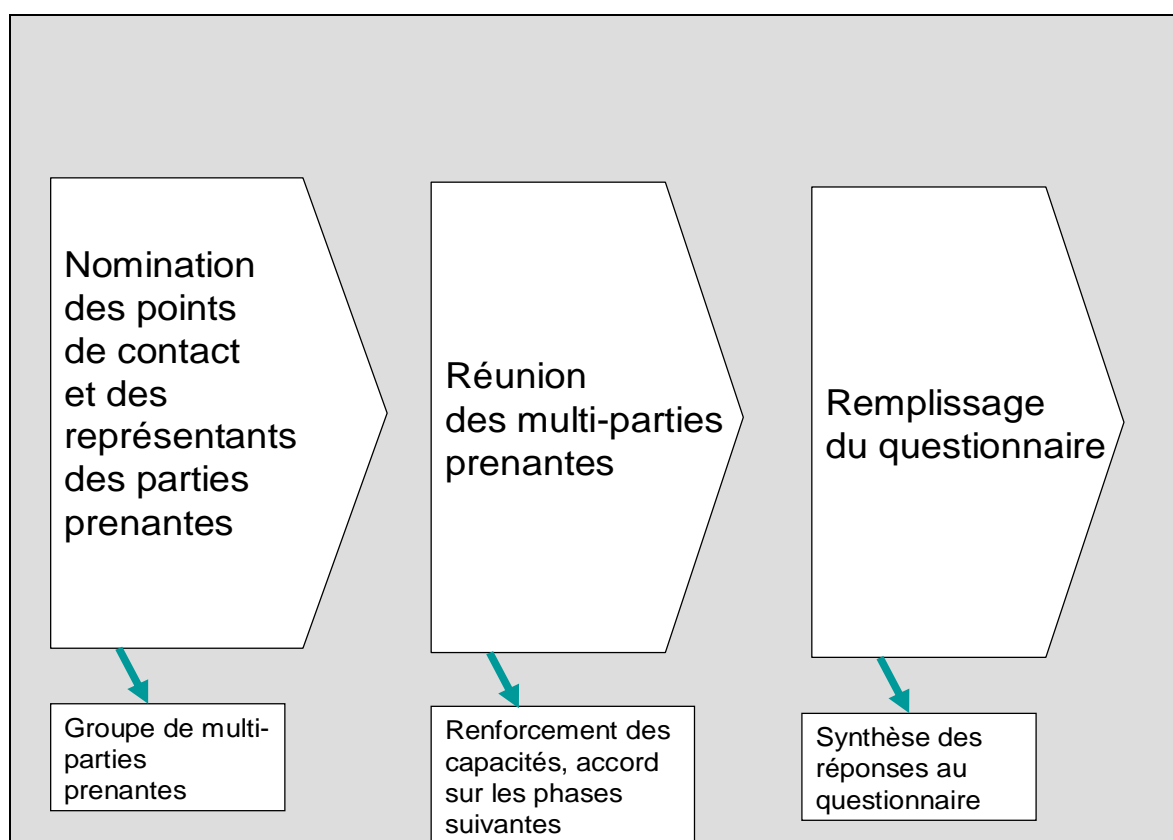 Nomination
des points
de contact
et des
représentants
des parties
prenantes
Réunion
des multi-parties
prenantes
Remplissage
du questionnaire
Groupe de multi-
parties
prenantes
Renforcement des
capacités, accord
sur les phases
suivantes
Synthèse des
réponses au
questionnaire